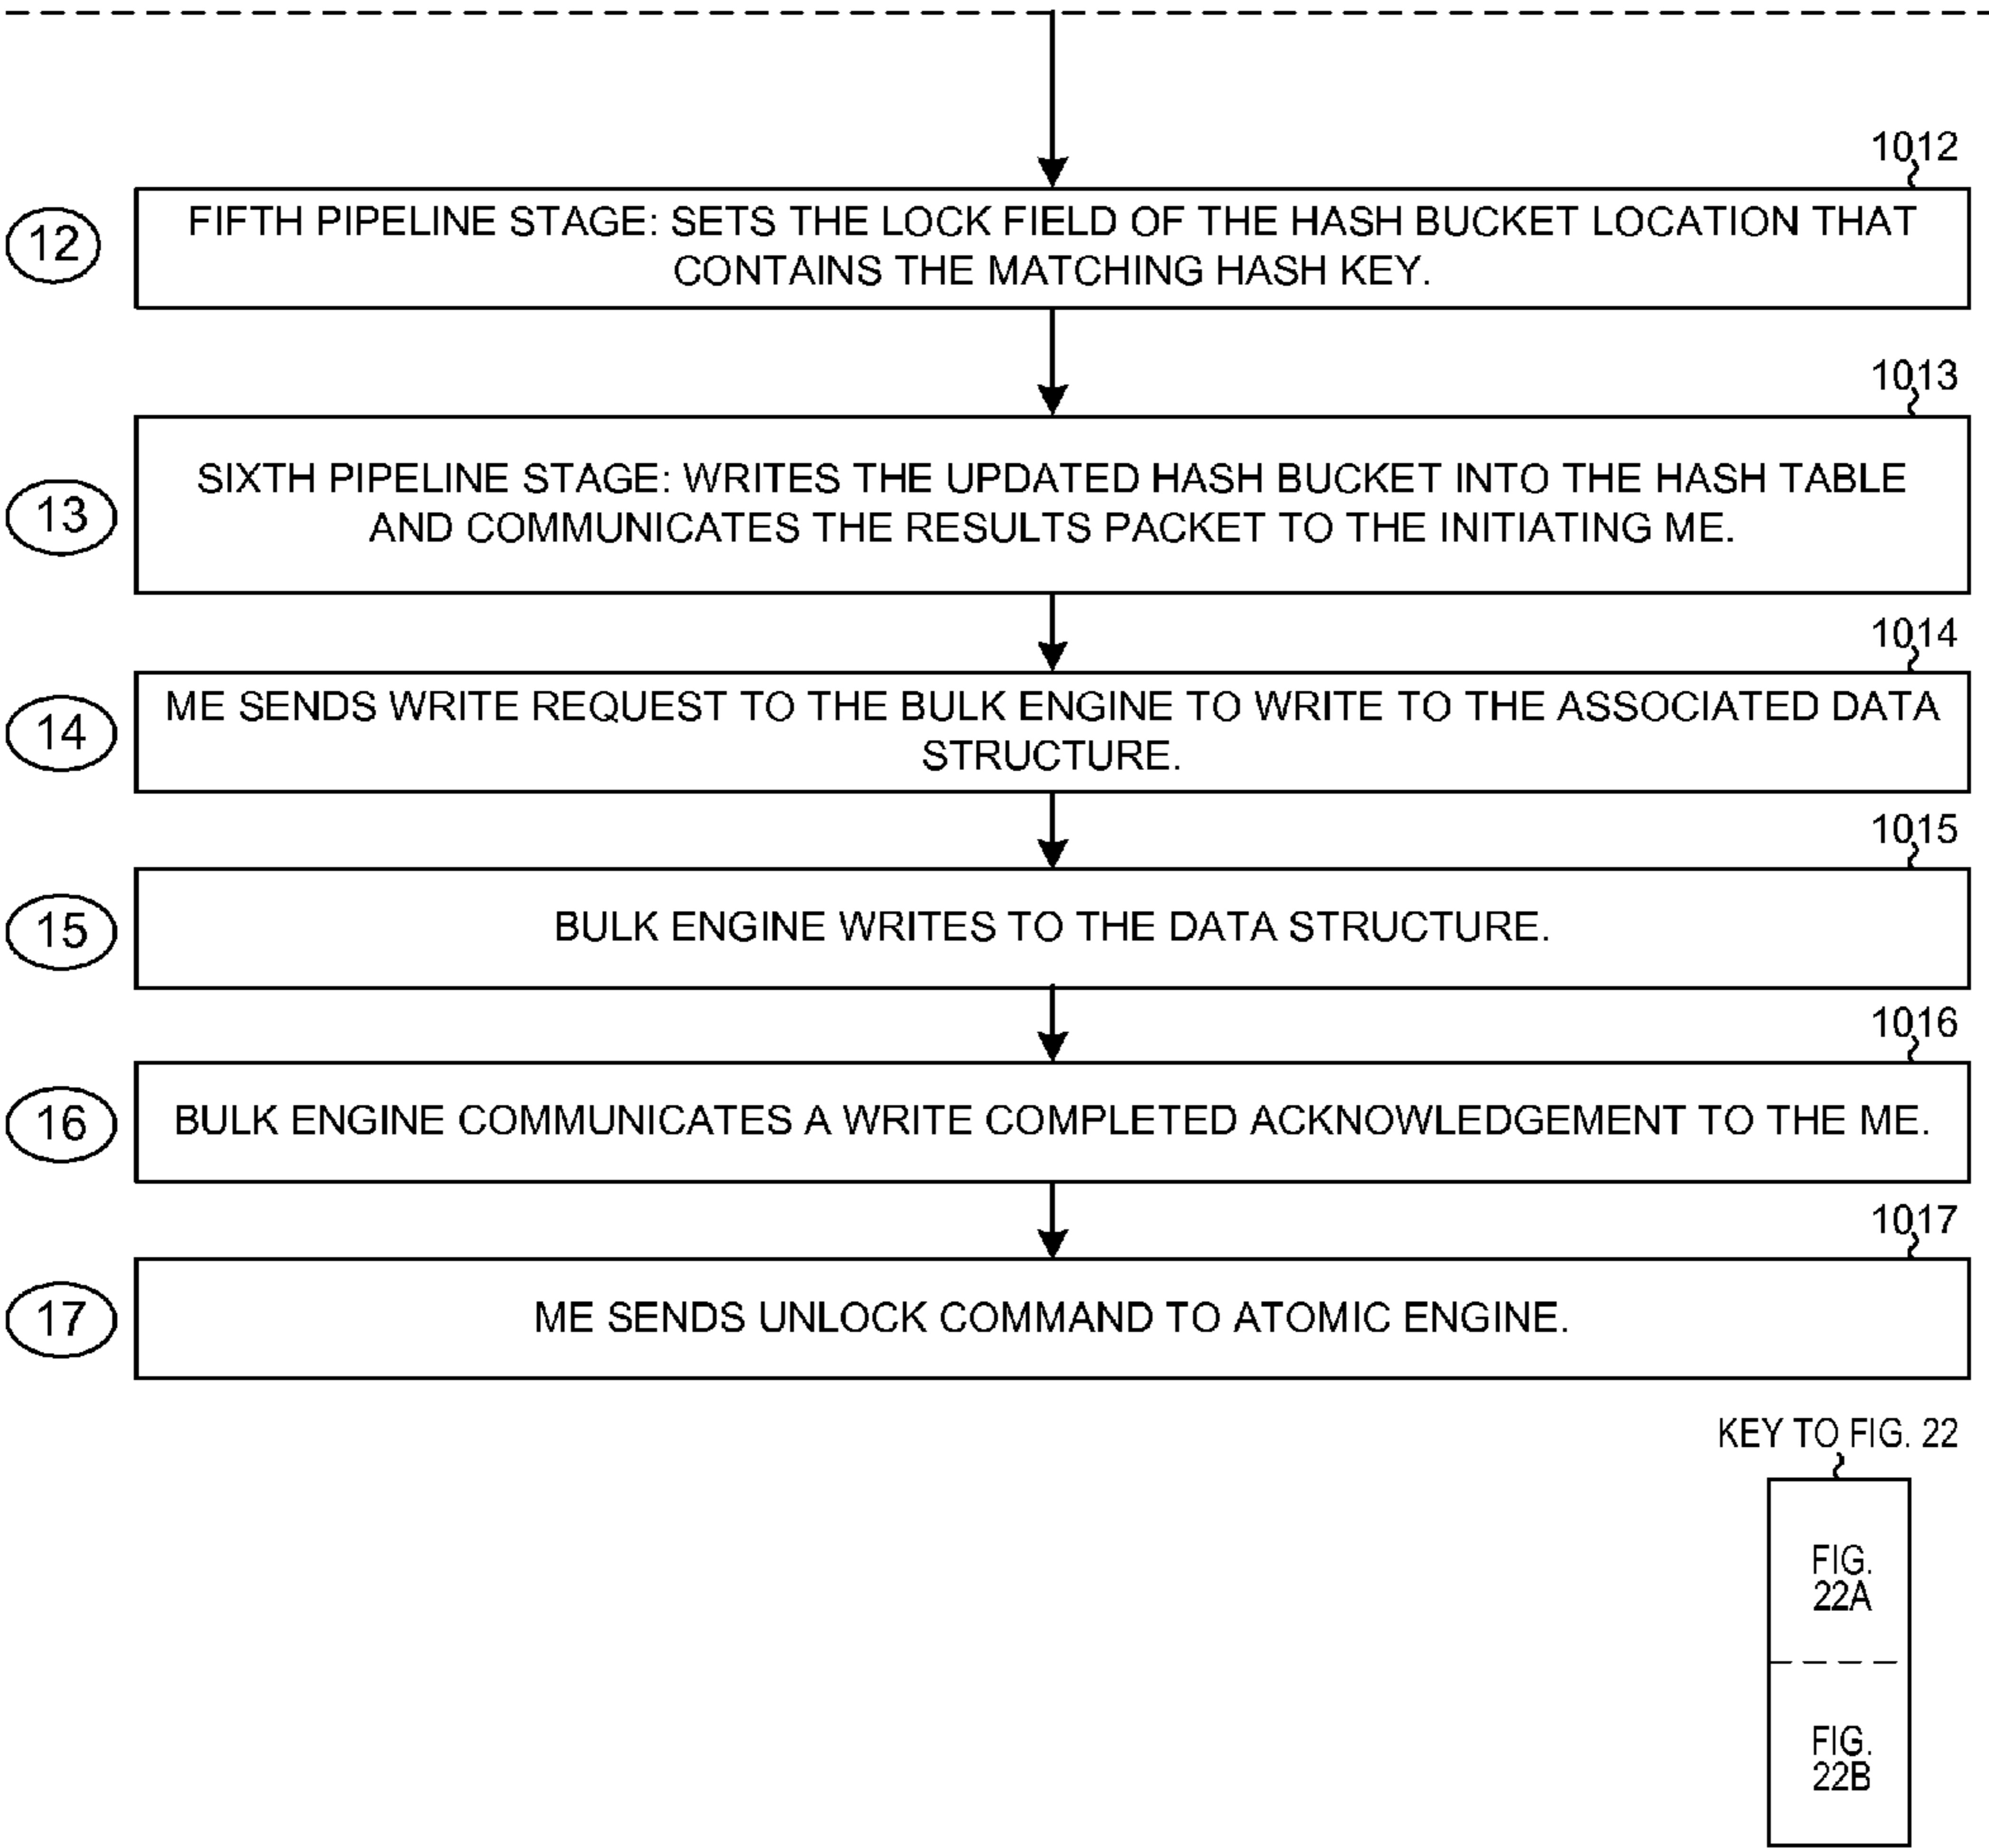 1012
12
FIFTH PIPELINE STAGE: SETS THE LOCK FIELD OF THE HASH BUCKET LOCATION THAT
CONTAINS THE MATCHING HASH KEY.
1013
13
SIXTH PIPELINE STAGE: WRITES THE UPDATED HASH BUCKET INTO THE HASH TABLE
AND COMMUNICATES THE RESULTS PACKET TO THE INITIATING ME.
1014
14
ME SENDS WRITE REQUEST TO THE BULK ENGINE TO WRITE TO THE ASSOCIATED DATA
STRUCTURE.
1015
15
BULK ENGINE WRITES TO THE DATA STRUCTURE.
1016
16
BULK ENGINE COMMUNICATES A WRITE COMPLETED ACKNOWLEDGEMENT TO THE ME.
1017
17
ME SENDS UNLOCK COMMAND TO ATOMIC ENGINE.
KEY TO FIG. 22
FIG.
22A
FIG.
22B